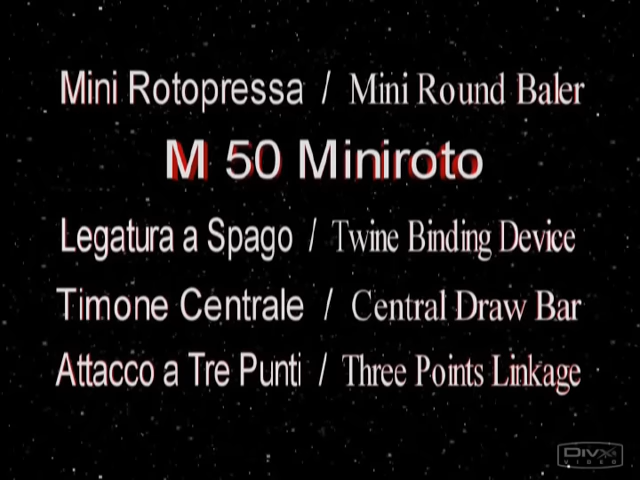 Mini Rotopressa / Mini Round Baler
M 50 Miniroto
Legatura a Spago / Twine Binding Device
Timone Centrale / Central Draw Bar
Attacco a Tre Punti / Three Points Linkage
DivX
VIDEO